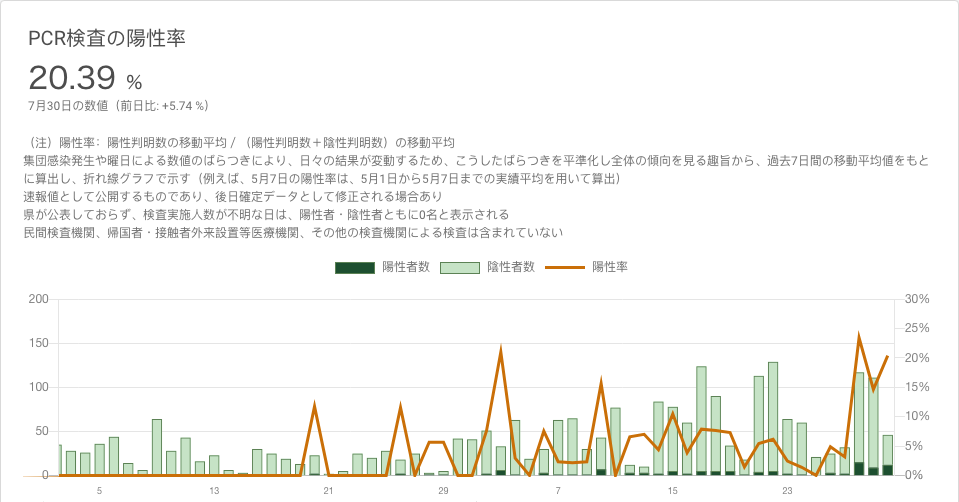 PCR検査の陽性率
20.39 %
7月30日の数値（前日比: +5.74 %）
（注）陽性率：陽性判明数の移動平均 / （陽性判明数＋陰性判明数）の移動平均
集団感染発生や曜日による数値のばらつきにより、日々の結果が変動するため、こうしたばらつきを平準化し全体の傾向を見る趣旨から、過去7日間の移動平均値をもと
に算出し、折れ線グラフで示す（例えば、5月7日の陽性率は、5月1日から5月7日までの実績平均を用いて算出）
速報値として公開するものであり、後日確定データとして修正される場合あり
県が公表しておらず、検査実施人数が不明な日は、陽性者・陰性者ともに0名と表示される
民間検査機関、帰国者・接触者外来設置等医療機関、その他の検査機関による検査は含まれていない
陽性者数 陰性者数 陽性率
200 30%
25%
150
20%
100 15%
10%
50
5%
0 0%
5 13 21 29 7 15 23